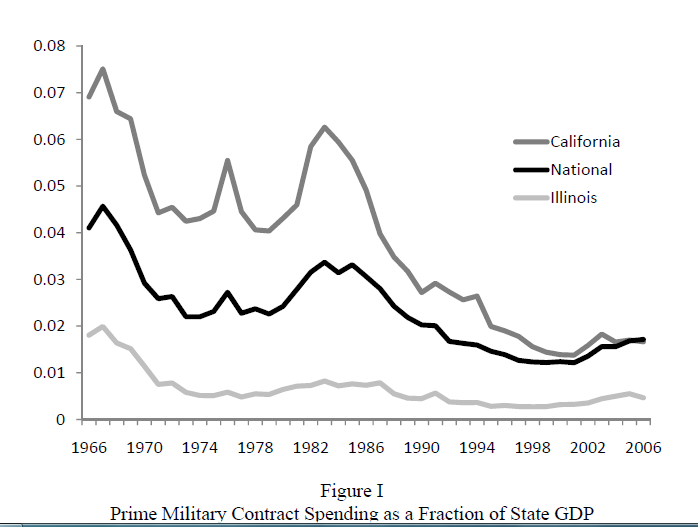 0.08
0.07
0.06
0.05
0.04
0.03
0.02
0.01
0
California
National
Illinois
1966 1970 1974 1978 1982 1986 1990 1994 1998 2002 2006
Figure I
Prime Military Contract Spending as a Fraction of State GDP